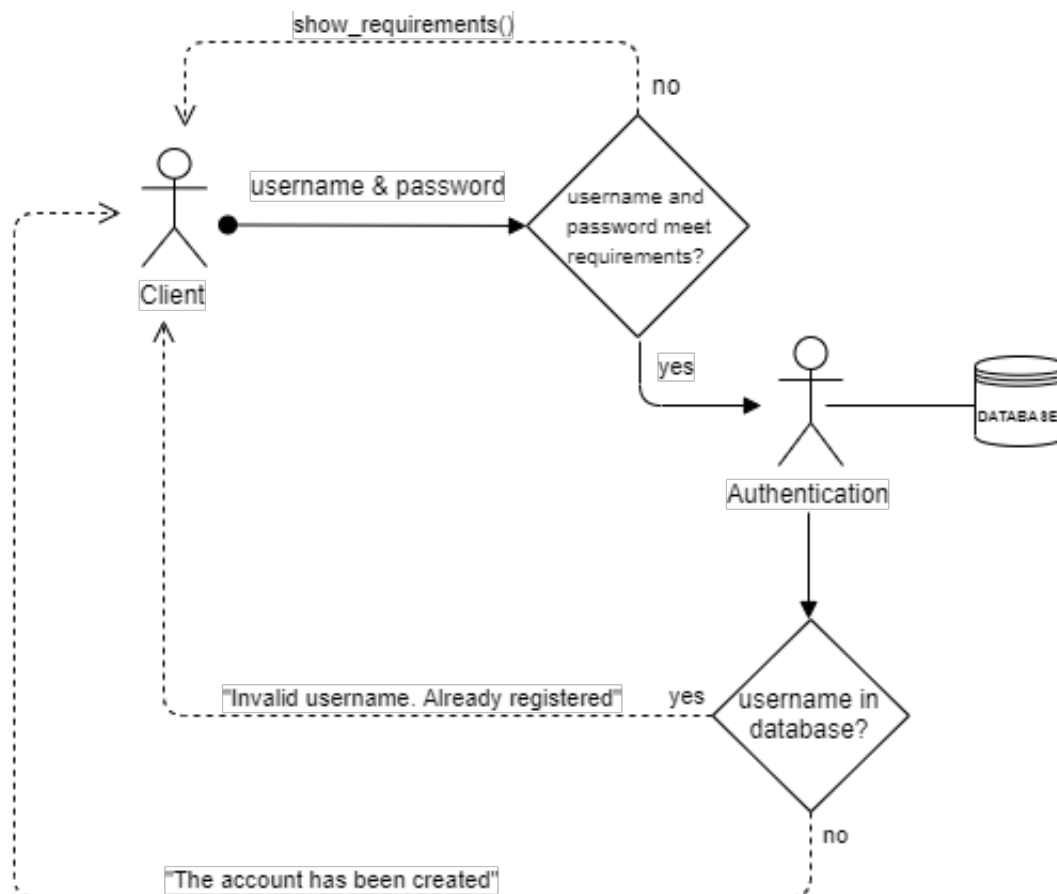 show_requirements()
no
username & password
username and
password meet
requirements?
Client
yes
DATABASE
Authentication
"Invalid username. Already registered"
yes
username in
database?
no
"The account has been created"